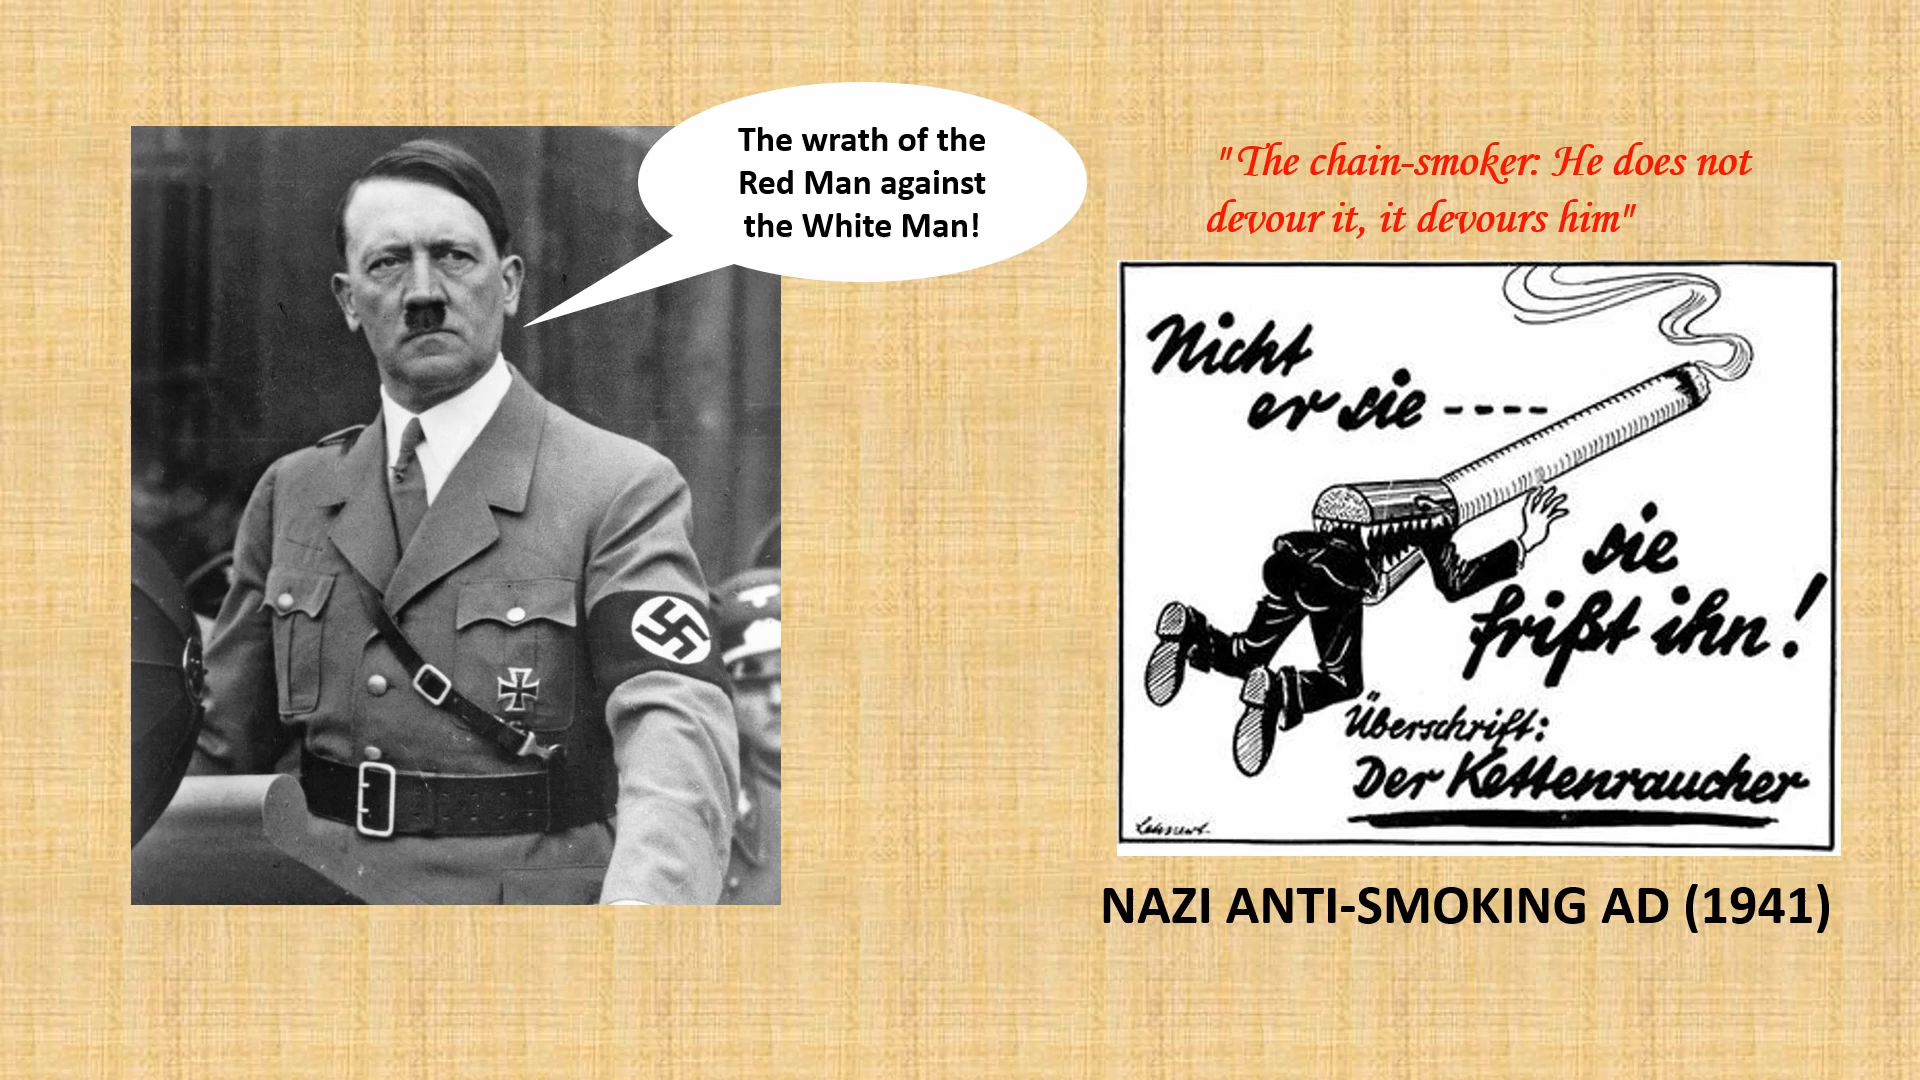 The wrath of the
Red Man against
the White Man!
"The chain-smoker: He does not
devour it, it devours him"
Nicht
er sie ----
sie
frißt ihn!
Überschrift:
Der Kettenraucher
NAZI ANTI-SMOKING AD (1941)